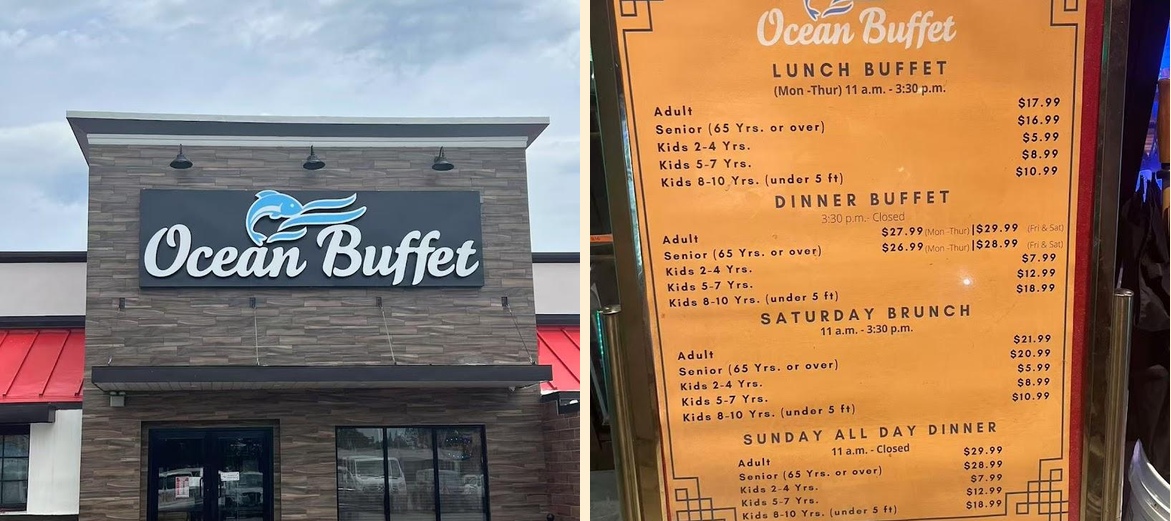 Ocean Buffet
Ocean Buffet
LUNCH BUFFET
(Mon -Thur) 11 a.m. - 3:30 p.m.
Adult $17.99
Senior (65 Yrs. or over) $16.99
Kids 2-4 Yrs. $5.99
Kids 5-7 Yrs. $8.99
Kids 8-10 Yrs. (under 5 ft) $10.99
DINNER BUFFET
3:30 p.m.- Closed
Adult $27.99 (Mon -Thur) | $29.99 (Fri & Sat)
Senior (65 Yrs. or over) $26.99 (Mon -Thur) | $28.99 (Fri & Sat)
Kids 2-4 Yrs. $7.99
Kids 5-7 Yrs. $12.99
Kids 8-10 Yrs. (under 5 ft) $18.99
SATURDAY BRUNCH
11 a.m. - 3:30 p.m.
Adult $21.99
Senior (65 Yrs. or over) $20.99
Kids 2-4 Yrs. $5.99
Kids 5-7 Yrs. $8.99
Kids 8-10 Yrs. (under 5 ft) $10.99
SUNDAY ALL DAY DINNER
11 a.m. - Closed
Adult $29.99
Senior (65 Yrs. or over) $28.99
Kids 2-4 Yrs. $7.99
Kids 5-7 Yrs. $12.99
Kids 8-10 Yrs. (under 5 ft) $18.99